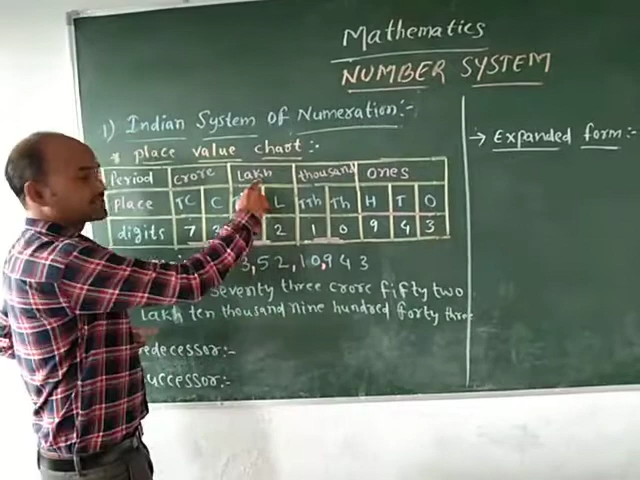 Mathematics
NUMBER SYSTEM
1) Indian System of Numeration:-
* place value chart:-
Period crore Lakh thousand ones
Place TC C L TTh Th H T O
digits 7 3 2 1 0 9 4 3
3,52,10,943
seventy three crore fifty two
Lakh ten thousand nine hundred forty three
redecessor:-
uccessor:-
→ Expanded form:-